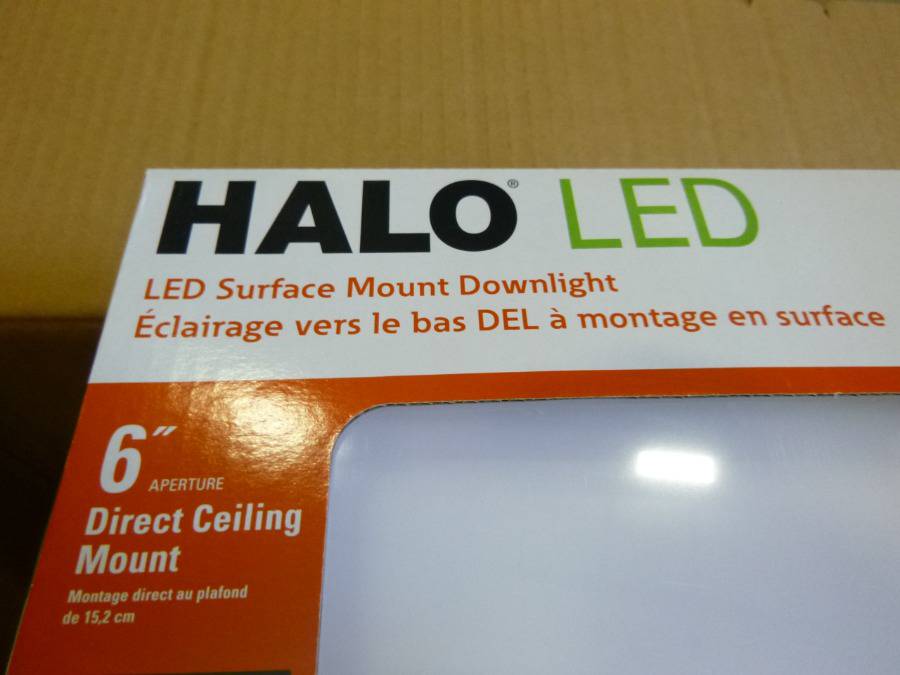 HALO® LED
LED Surface Mount Downlight
Éclairage vers le bas DEL à montage en surface
6″ APERTURE
Direct Ceiling
Mount
Montage direct au plafond
de 15,2 cm